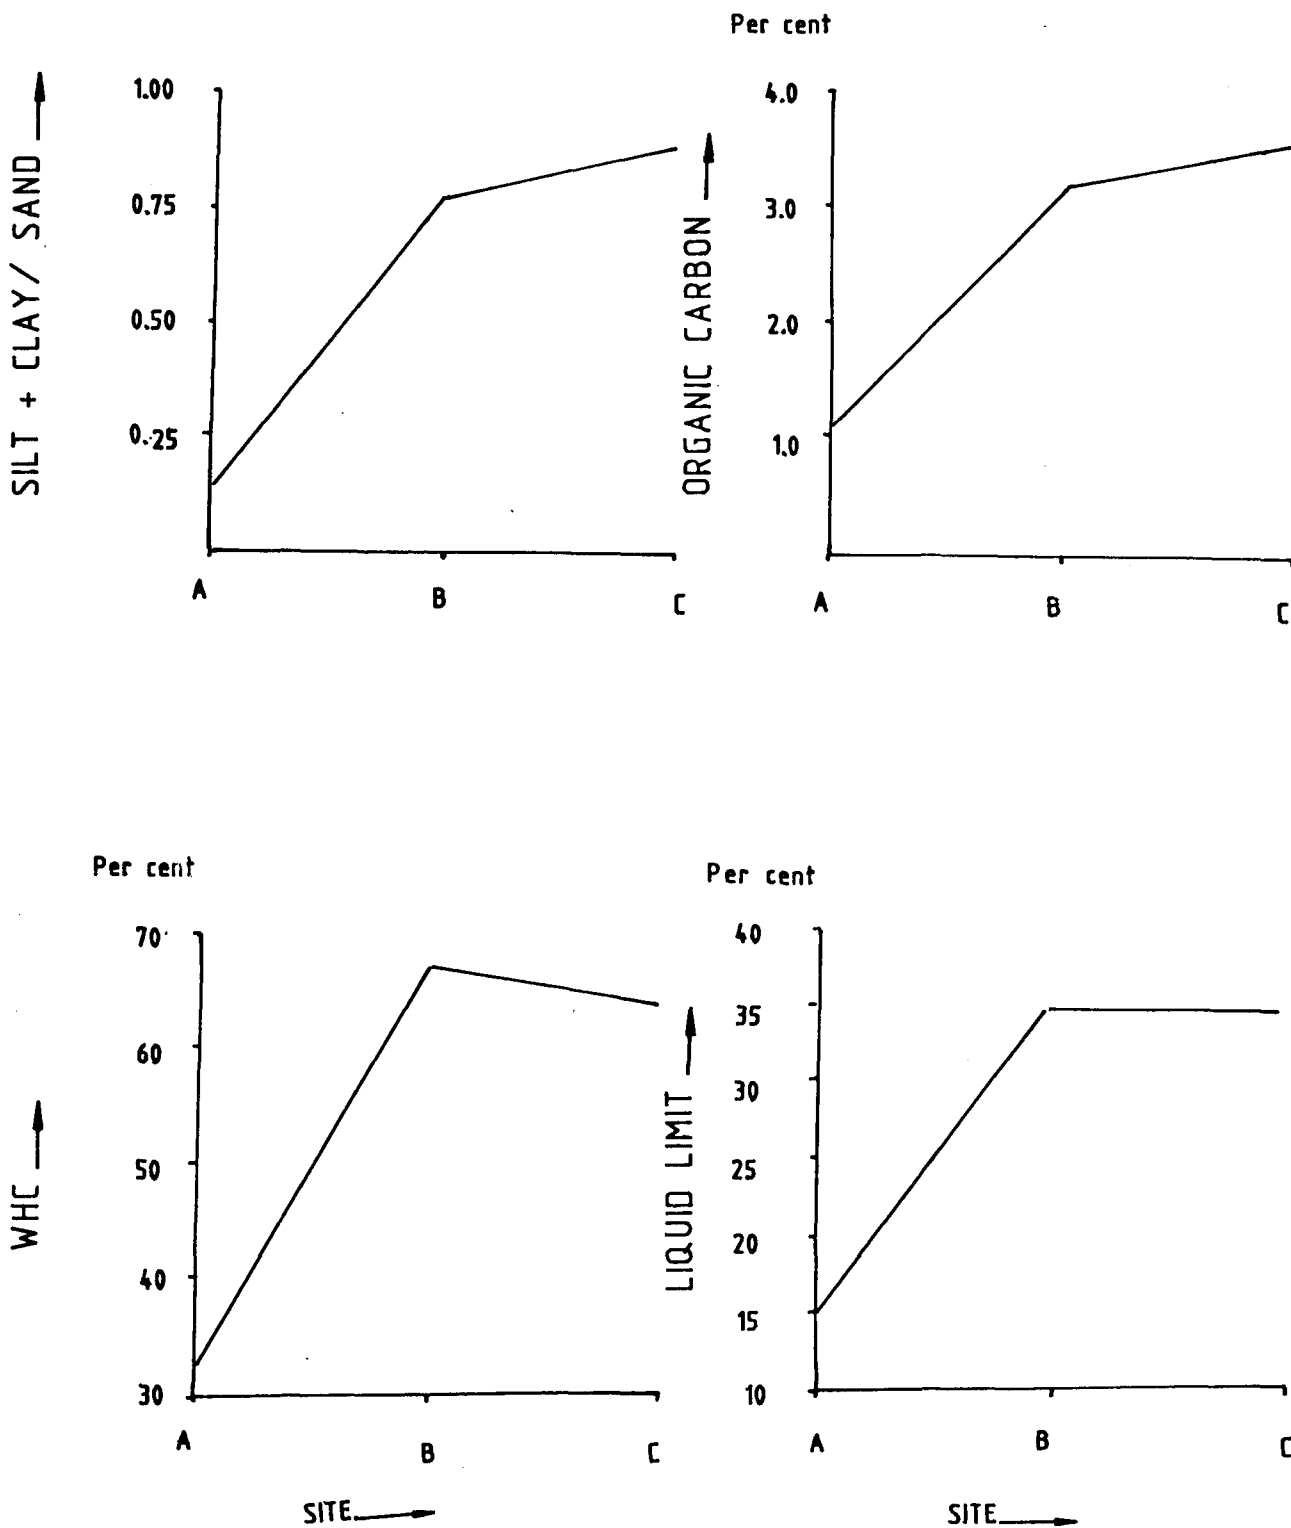 Per cent
SILT + CLAY/ SAND
1.00
0.75
0.50
0.25
A
B
C
ORGANIC CARBON
4.0
3.0
2.0
1.0
A
B
C
Per cent
WHC
70
60
50
40
30
A
B
C
SITE
Per cent
LIQUID LIMIT
40
35
30
25
20
15
10
A
B
C
SITE